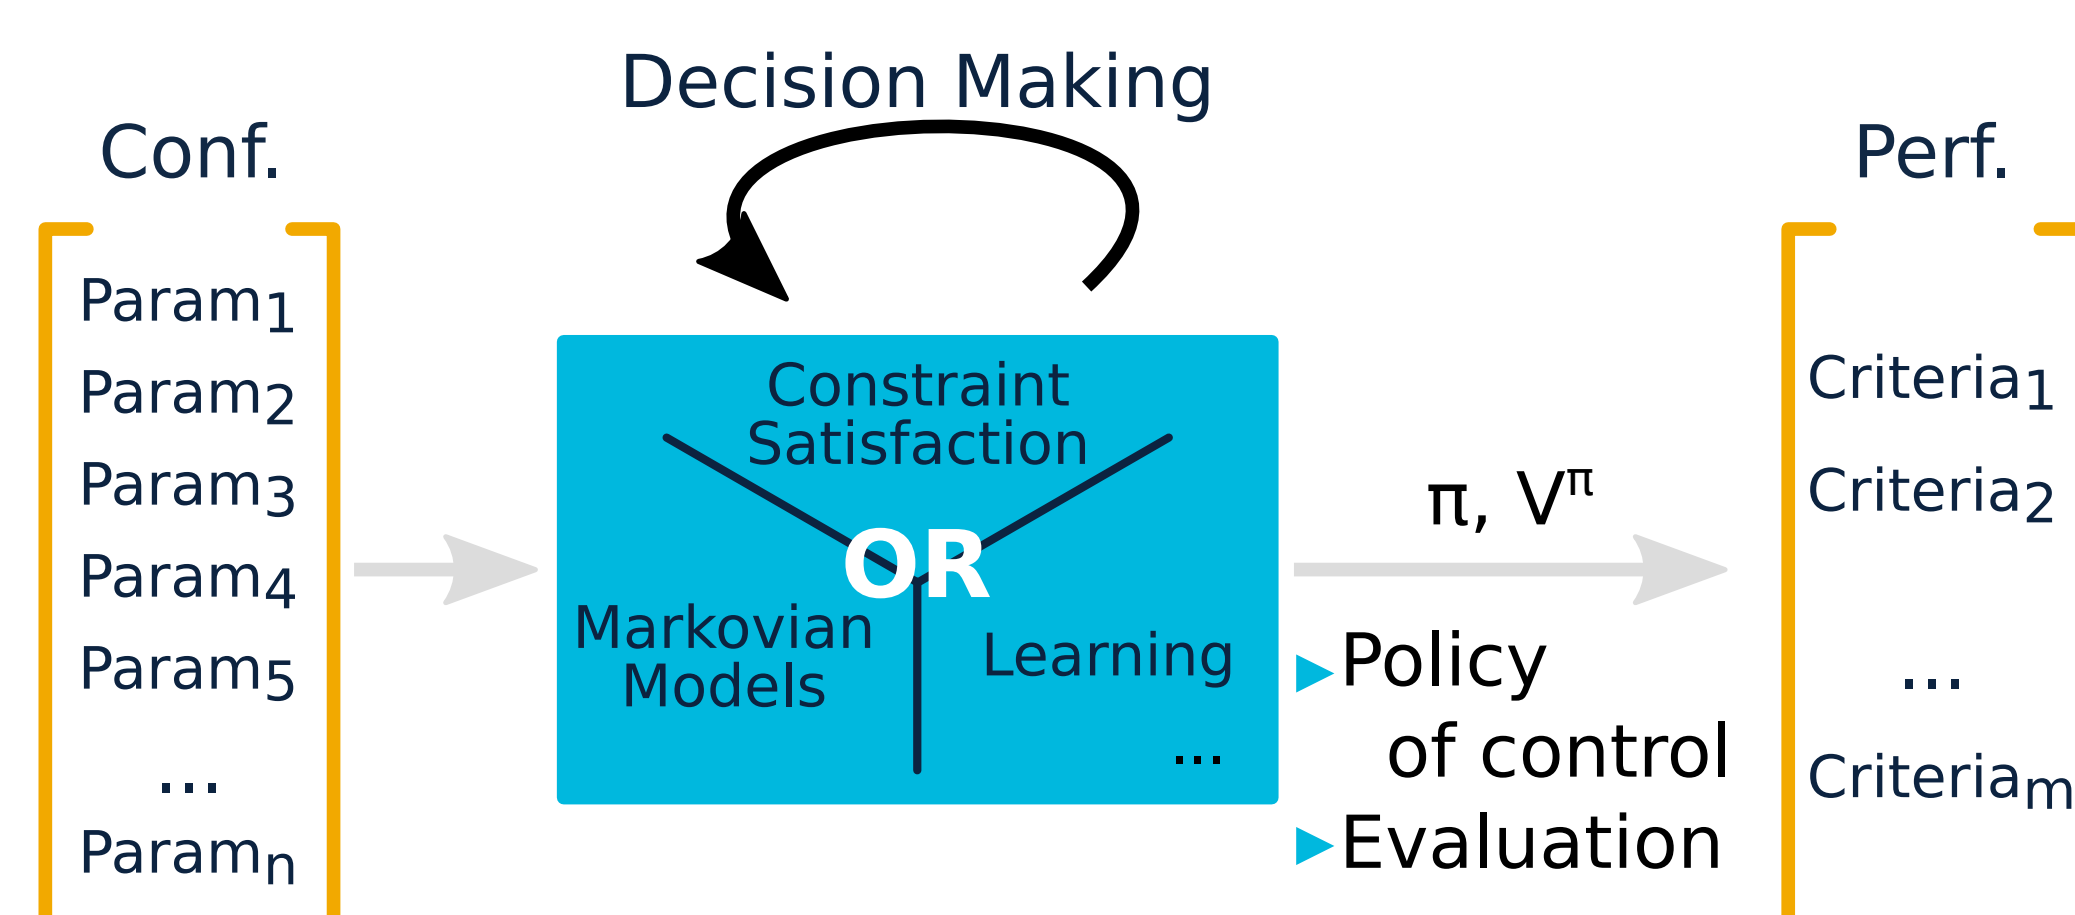 Decision Making
Conf.
Param1
Param2
Param3
Param4
Param5
...
Paramn
Constraint
Satisfaction
OR
Markovian
Models
Learning
...
π, Vπ
Policy
of control
Evaluation
Perf.
Criteria1
Criteria2
...
Criteriam